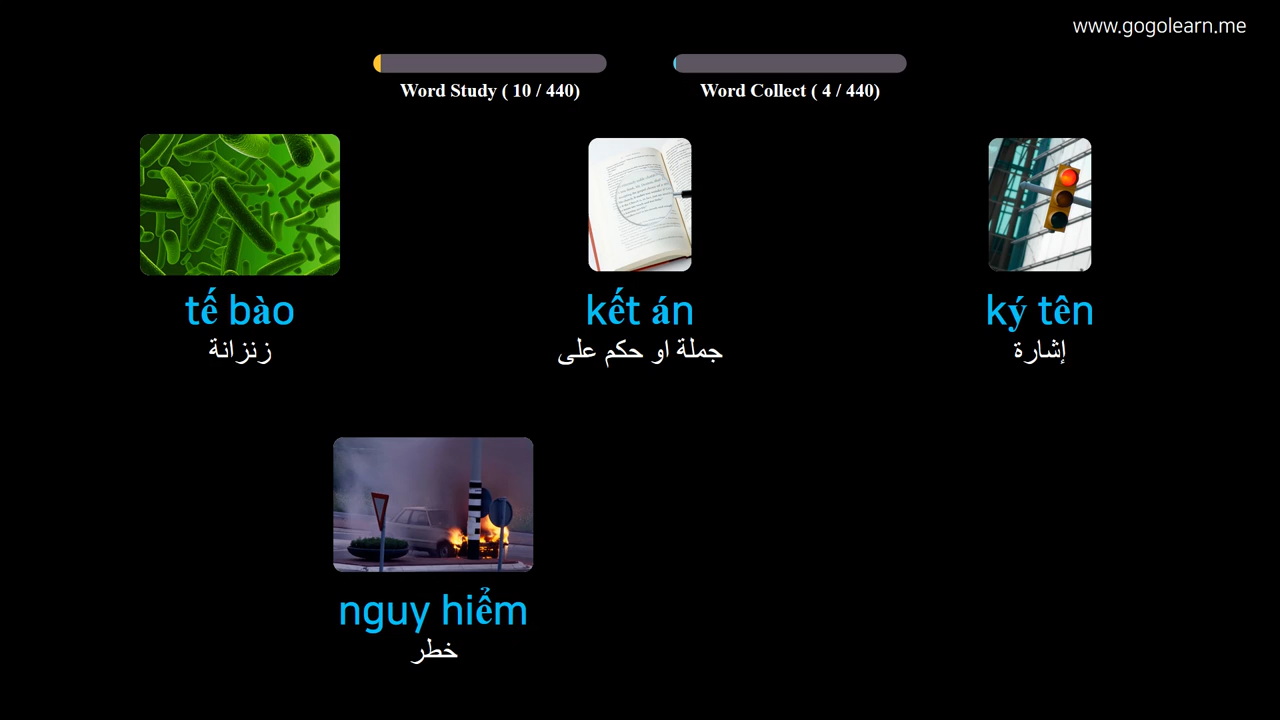 www.gogolearn.me
Word Study ( 10 / 440)
Word Collect ( 4 / 440)
tế bào
زنزانة
kết án
جملة او حكم على
ký tên
إشارة
nguy hiểm
خطر